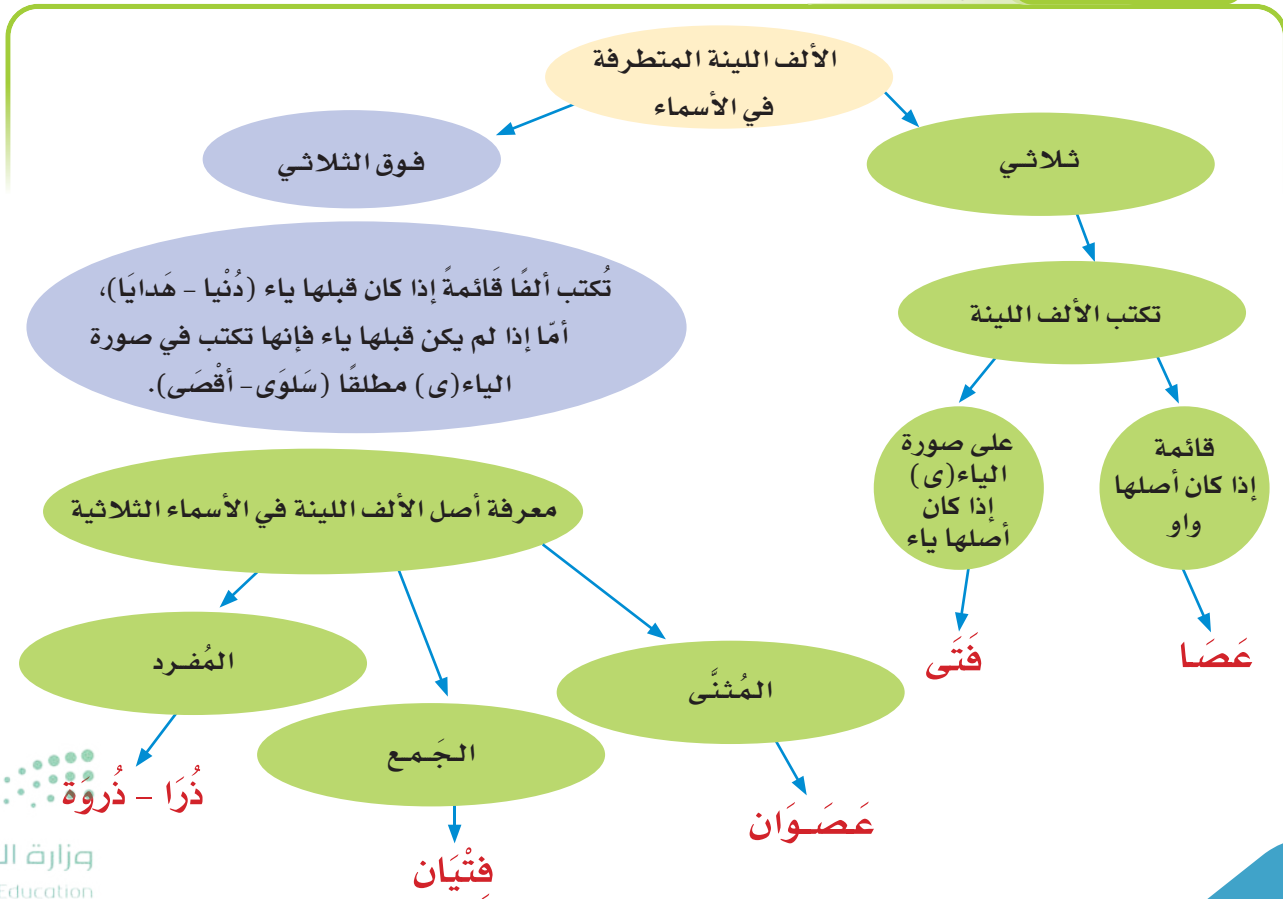 الألف اللينة المتطرفة
في الأسماء
ثلاثي
فوق الثلاثي
تكتب الألف اللينة
تُكتب ألفًا قَائمةً إذا كان قبلها ياء (دُنْيا - هَدايَا)،
أمّا إذا لم يكن قبلها ياء فإنها تكتب في صورة
الياء(ى) مطلقًا (سَلوَى- أقْصَى).
قائمة
إذا كان أصلها
واو
على صورة
الياء(ى)
إذا كان
أصلها ياء
عَصَا
فَتَى
معرفة أصل الألف اللينة في الأسماء الثلاثية
المُثنَّى
الجَمع
المُفرد
عَصَوَان
فِتْيَان
ذُرَا - ذُروَة
وزارة
Education